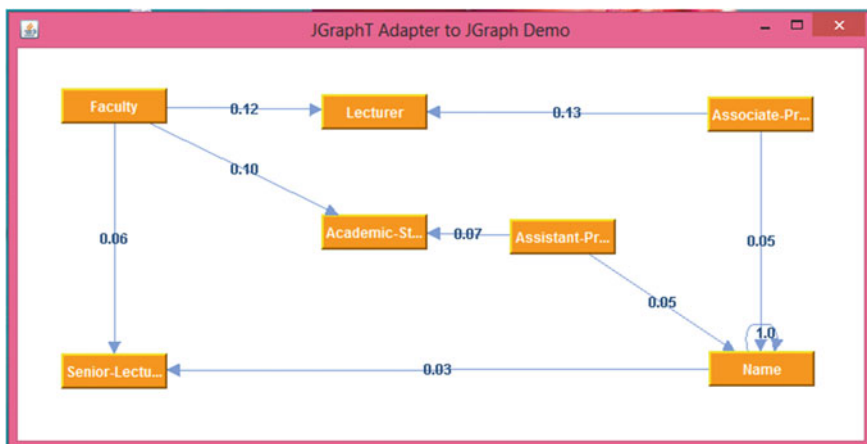 JGraphT Adapter to JGraph Demo
Faculty
0.12
Lecturer
0.13
Associate-Pr...
0.10
0.06
Academic-St...
0.07
Assistant-Pr...
0.05
0.05
1.0
Senior-Lectu...
0.03
Name